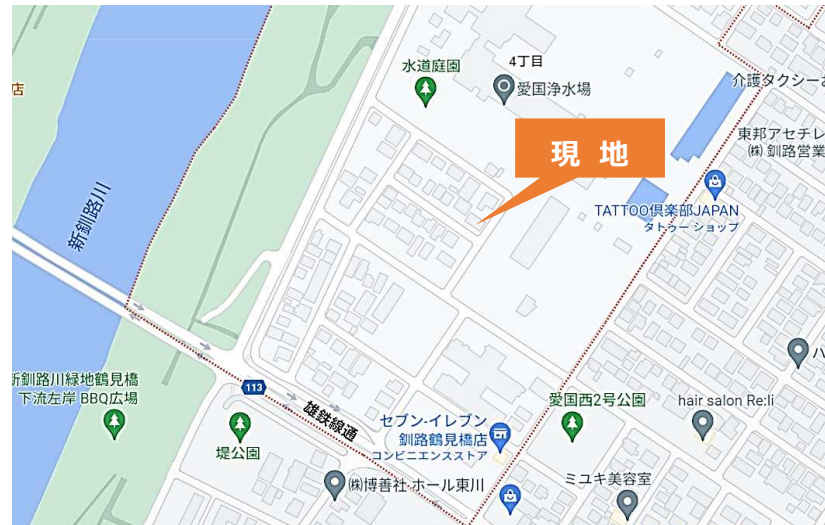 水道庭園
4丁目
愛国浄水場
店
介護タクシーお
現 地
東邦アセチレ
㈱ 釧路営業
TATTOO倶楽部JAPAN
タトゥー ショップ
新釧路川
新釧路川緑地鶴見橋
下流左岸 BBQ広場
113
雄鉄線通
堤公園
セブン-イレブン
釧路鶴見橋店
コンビニエンスストア
愛国西2号公園
hair salon Re:li
ハ
㈱博善社 ホール東川
ミユキ美容室